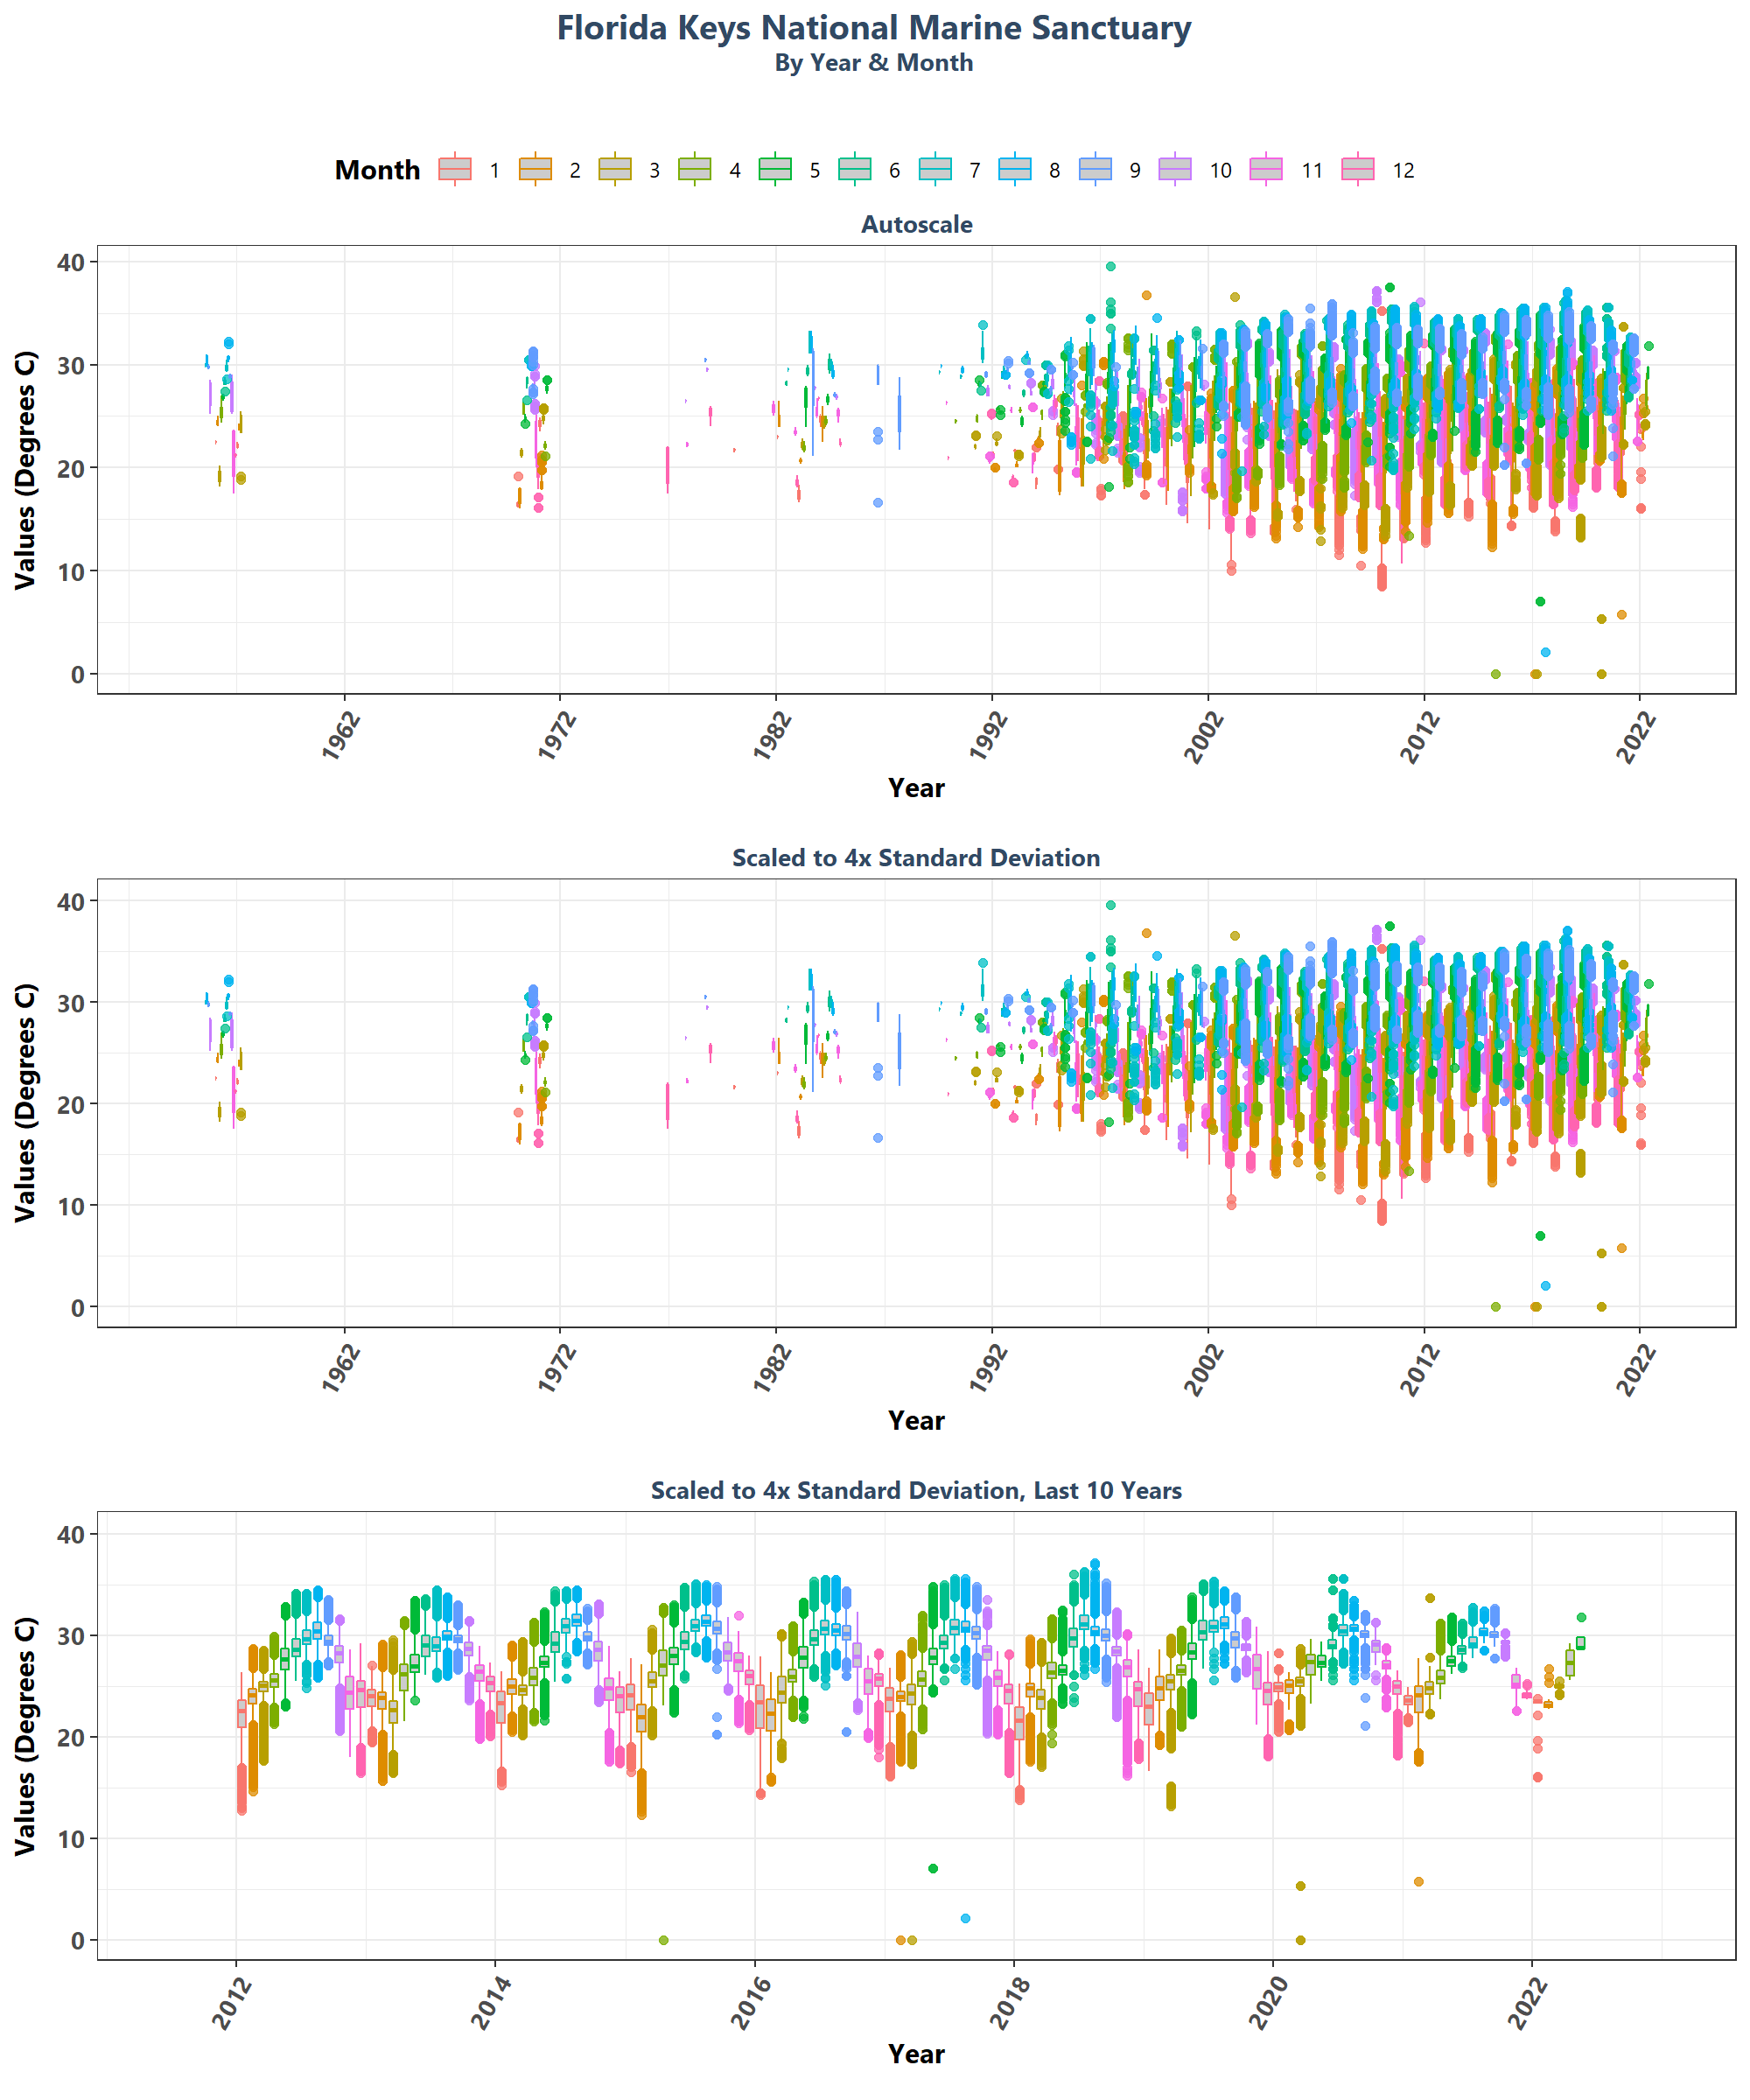 Florida Keys National Marine Sanctuary
By Year & Month
Month 1 2 3 4 5 6 7 8 9 10 11 12
Autoscale
Values (Degrees C)
40
30
20
10
0
1962 1972 1982 1992 2002 2012 2022
Year
Scaled to 4x Standard Deviation
Values (Degrees C)
40
30
20
10
0
1962 1972 1982 1992 2002 2012 2022
Year
Scaled to 4x Standard Deviation, Last 10 Years
Values (Degrees C)
40
30
20
10
0
2012 2014 2016 2018 2020 2022
Year